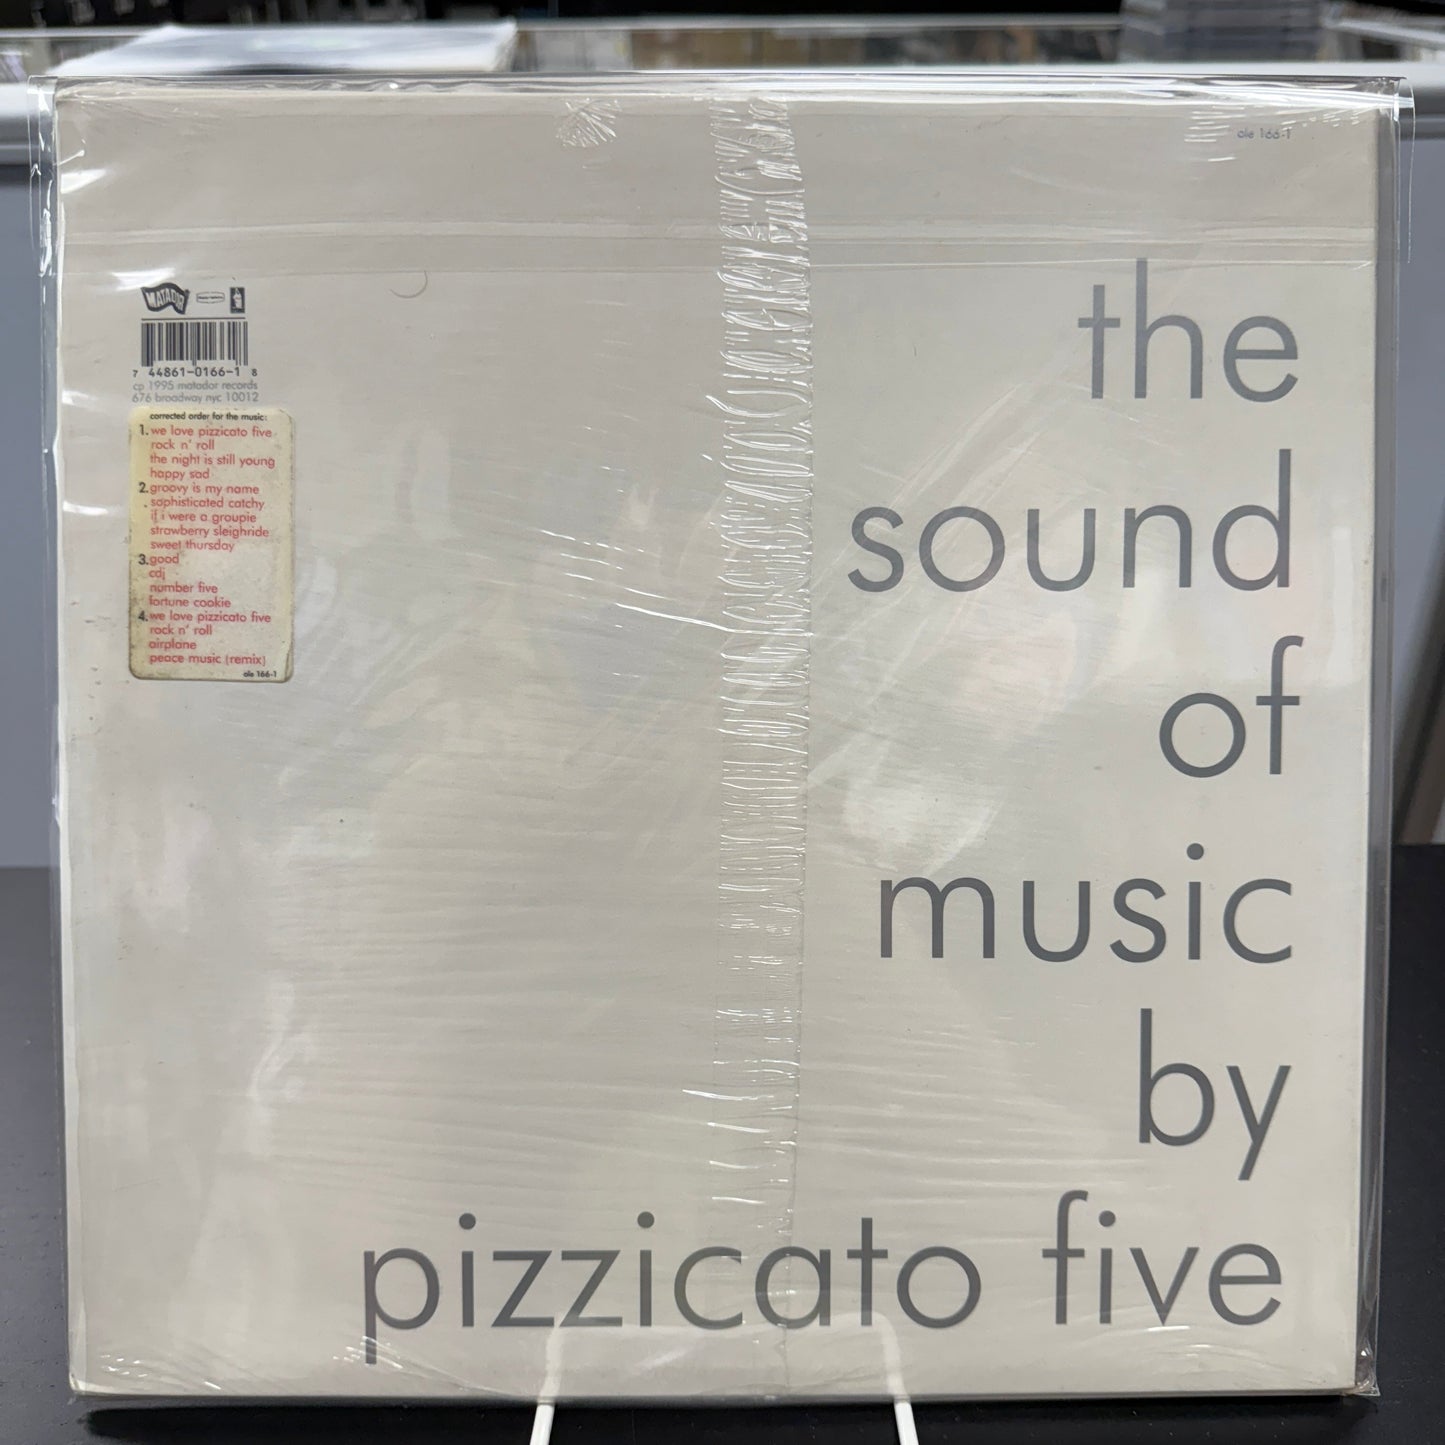 ole 166-1
the
sound
of
music
by
pizzicato five
MATADOR
7 44861-0166-1 8
cp 1995 matador records
676 broadway nyc 10012
corrected order for the music:
1. we love pizzicato five
rock n' roll
the night is still young
happy sad
2. groovy is my name
sophisticated catchy
if i were a groupie
strawberry sleighride
sweet thursday
3. good
cdj
number five
fortune cookie
4. we love pizzicato five
rock n' roll
airplane
peace music (remix)
ole 166-1